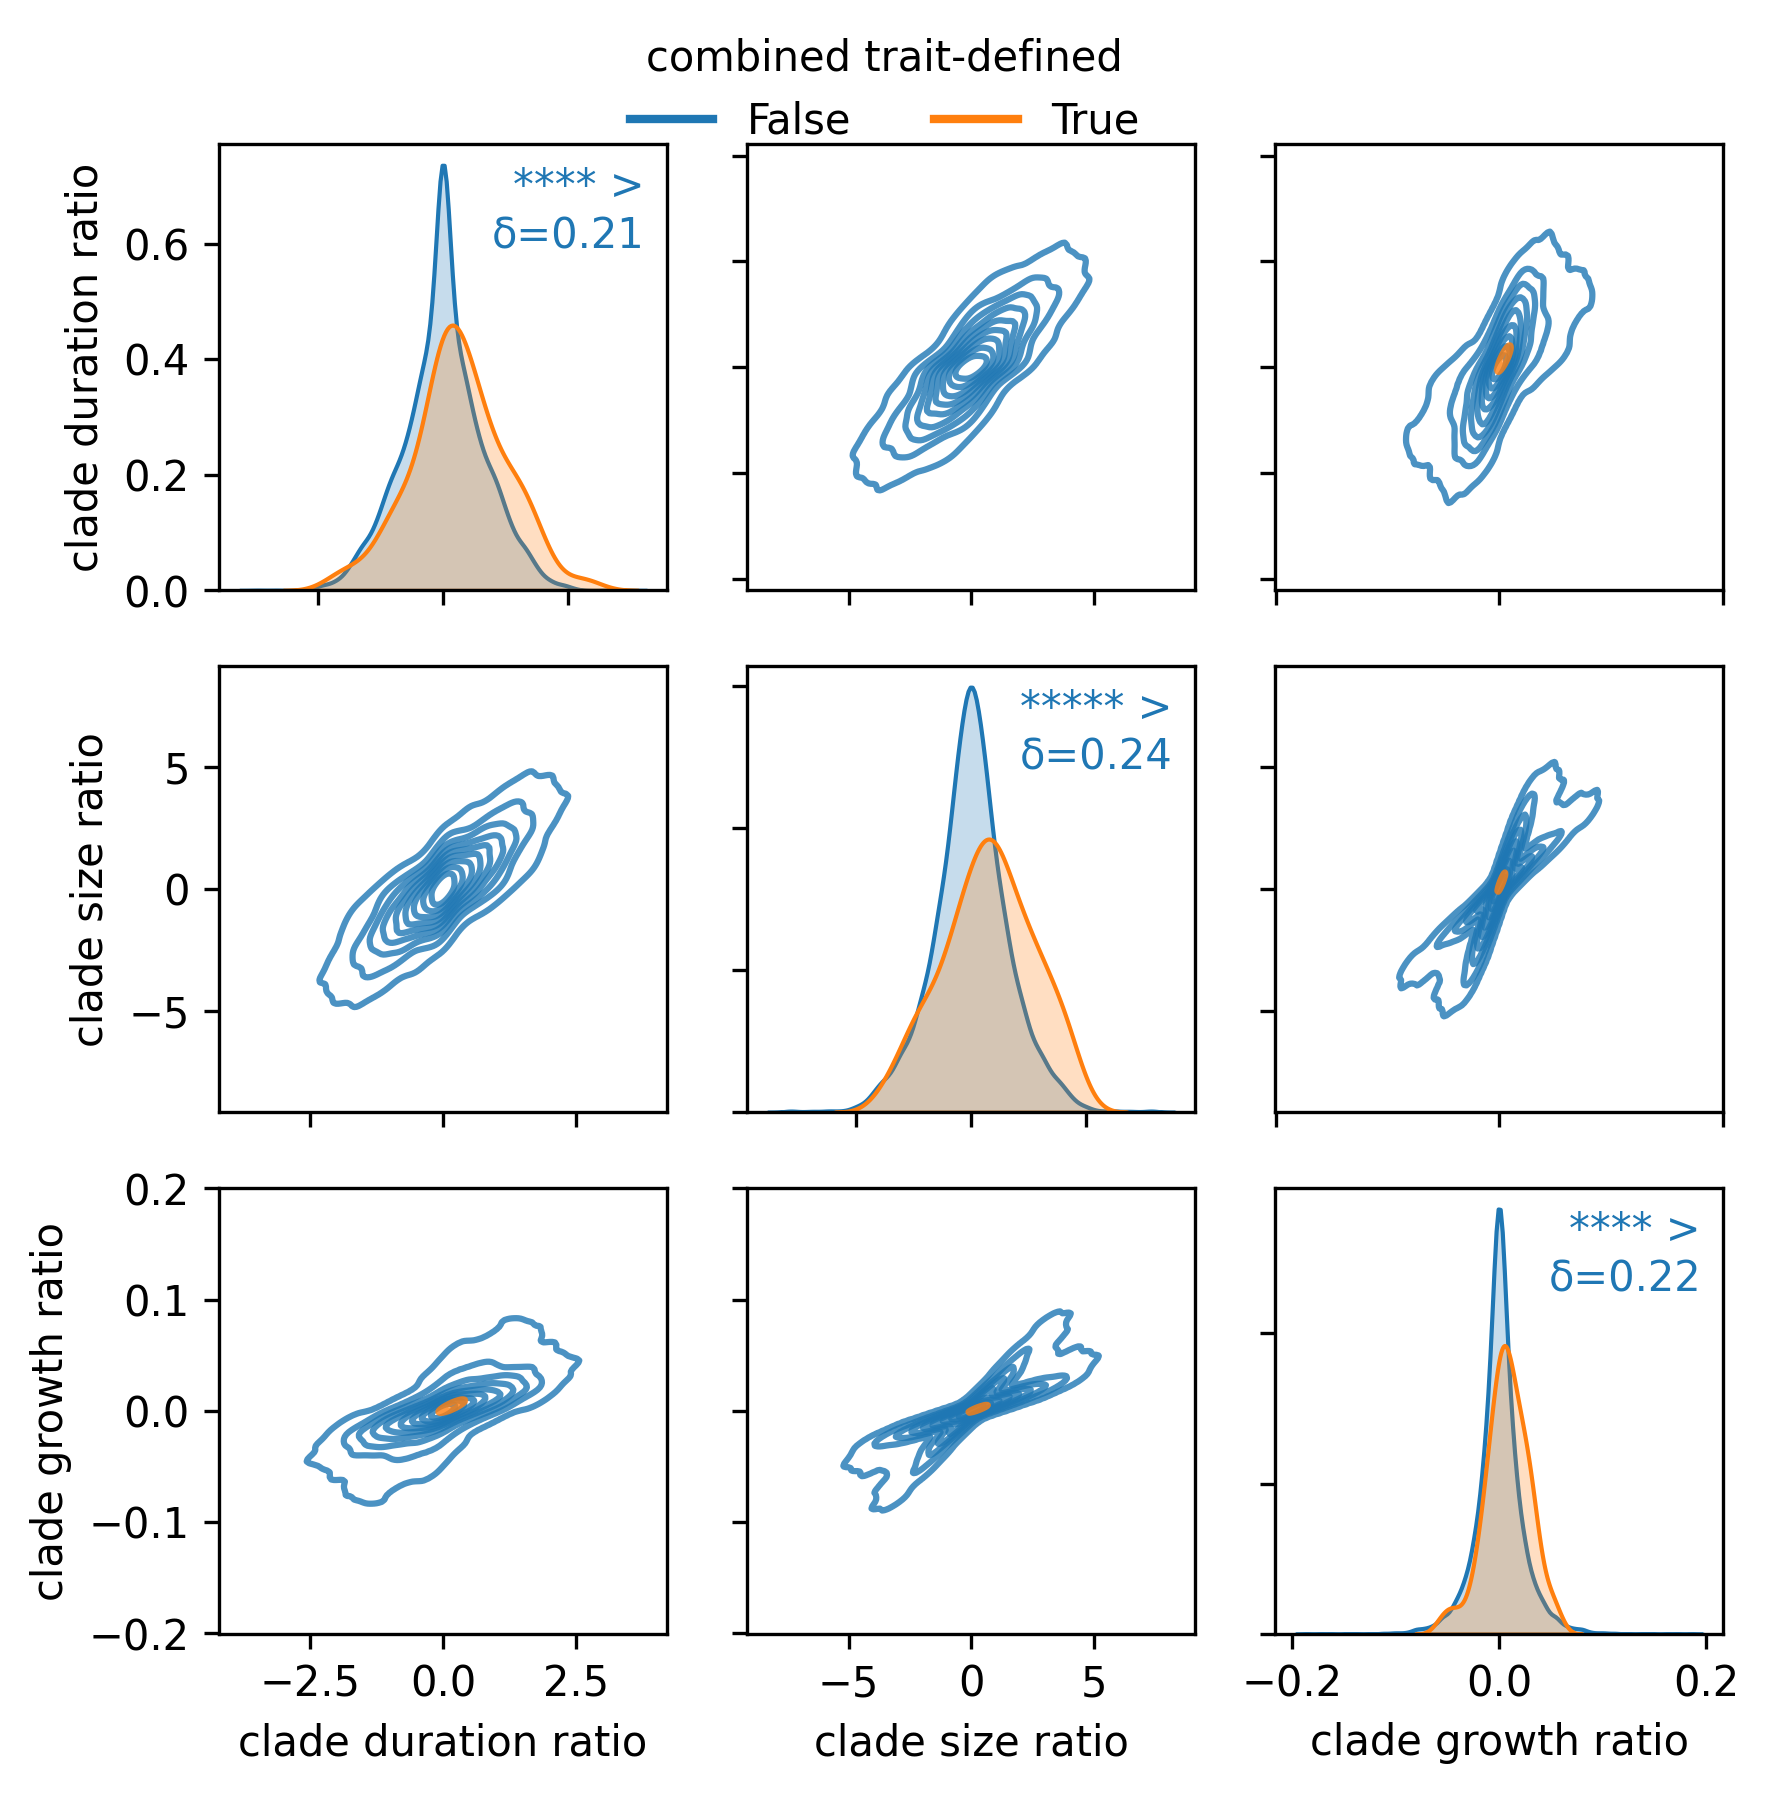 combined trait-defined
False True
clade duration ratio
0.6
0.4
0.2
0.0
**** >
δ=0.21
clade size ratio
5
0
−5
***** >
δ=0.24
clade growth ratio
0.2
0.1
0.0
−0.1
−0.2
**** >
δ=0.22
−2.5 0.0 2.5
−5 0 5
−0.2 0.0 0.2
clade duration ratio
clade size ratio
clade growth ratio